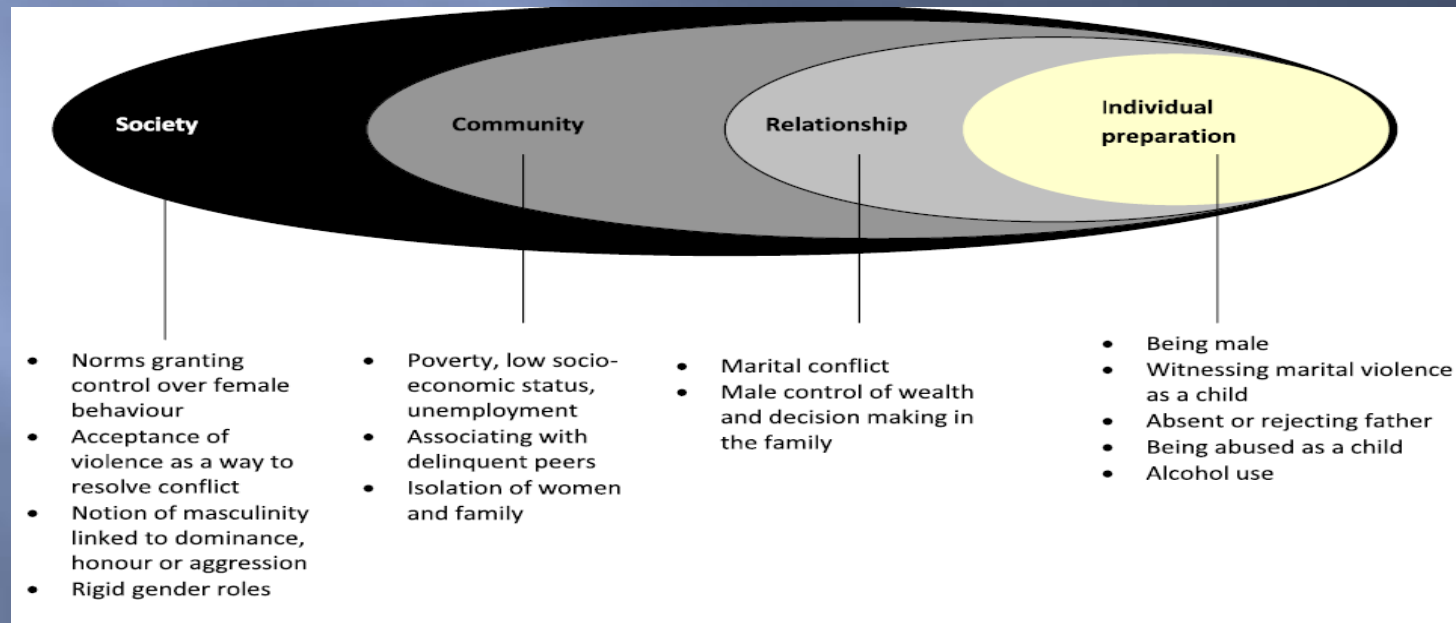 Society
Community
Relationship
Individual
preparation
• Norms granting
control over female
behaviour
• Acceptance of
violence as a way to
resolve conflict
• Notion of masculinity
linked to dominance,
honour or aggression
• Rigid gender roles
• Poverty, low socio-
economic status,
unemployment
• Associating with
delinquent peers
• Isolation of women
and family
• Marital conflict
• Male control of wealth
and decision making in
the family
• Being male
• Witnessing marital violence
as a child
• Absent or rejecting father
• Being abused as a child
• Alcohol use